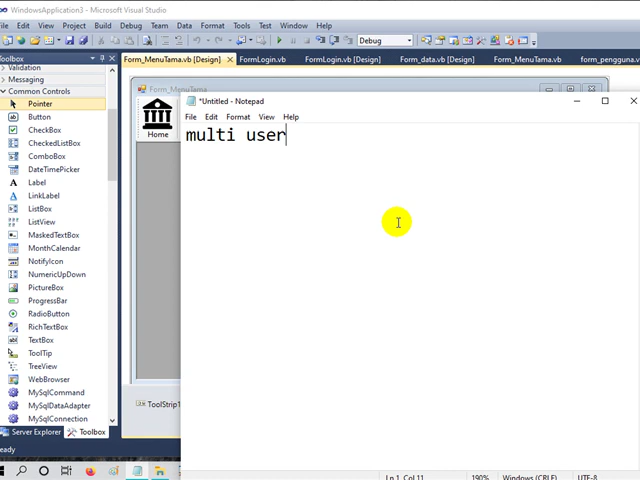 WindowsApplication3 - Microsoft Visual Studio
File Edit View Project Build Debug Team Data Format Tools Test Window Help
Debug
Toolbox
Form_MenuTama.vb [Design] FormLogin.vb FormLogin.vb [Design] Form_data.vb [Design] Form_MenuTama.vb form_pengguna.v
Validation
Messaging
Common Controls
Pointer
Button
CheckBox
CheckedListBox
ComboBox
DateTimePicker
Label
LinkLabel
ListBox
ListView
MaskedTextBox
MonthCalendar
NotifyIcon
NumericUpDown
PictureBox
ProgressBar
RadioButton
RichTextBox
TextBox
ToolTip
TreeView
WebBrowser
MySqlCommand
MySqlDataAdapter
MySqlConnection
Server Explorer Toolbox
eady
Form_MenuTama
Home
ToolStrip1
*Untitled - Notepad
File Edit Format View Help
multi user
Ln 1, Col 11 190% Windows (CRLF) UTF-8